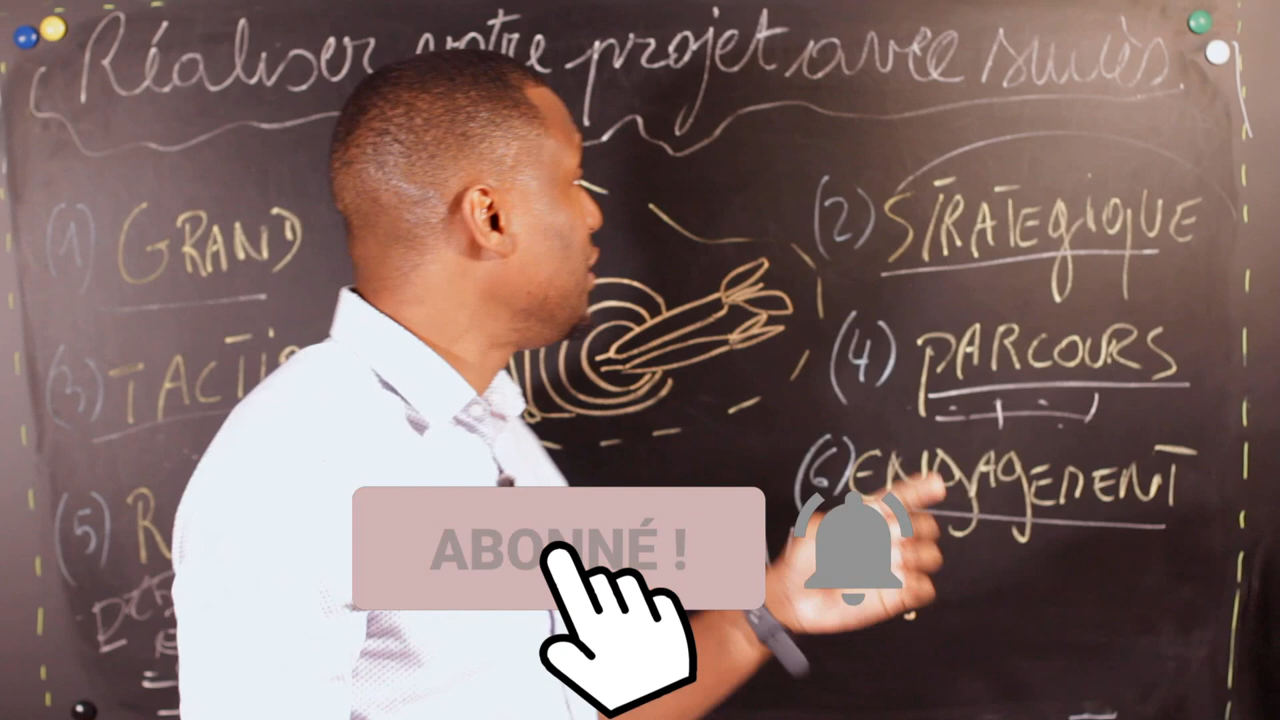 Réaliser votre projet avec succès
(1) GRAND
(2) STRATEgIQUE
(3) TACTI
(4) PARCOURS
(5) R
(6) ENGAGEMENT
ABONNÉ !